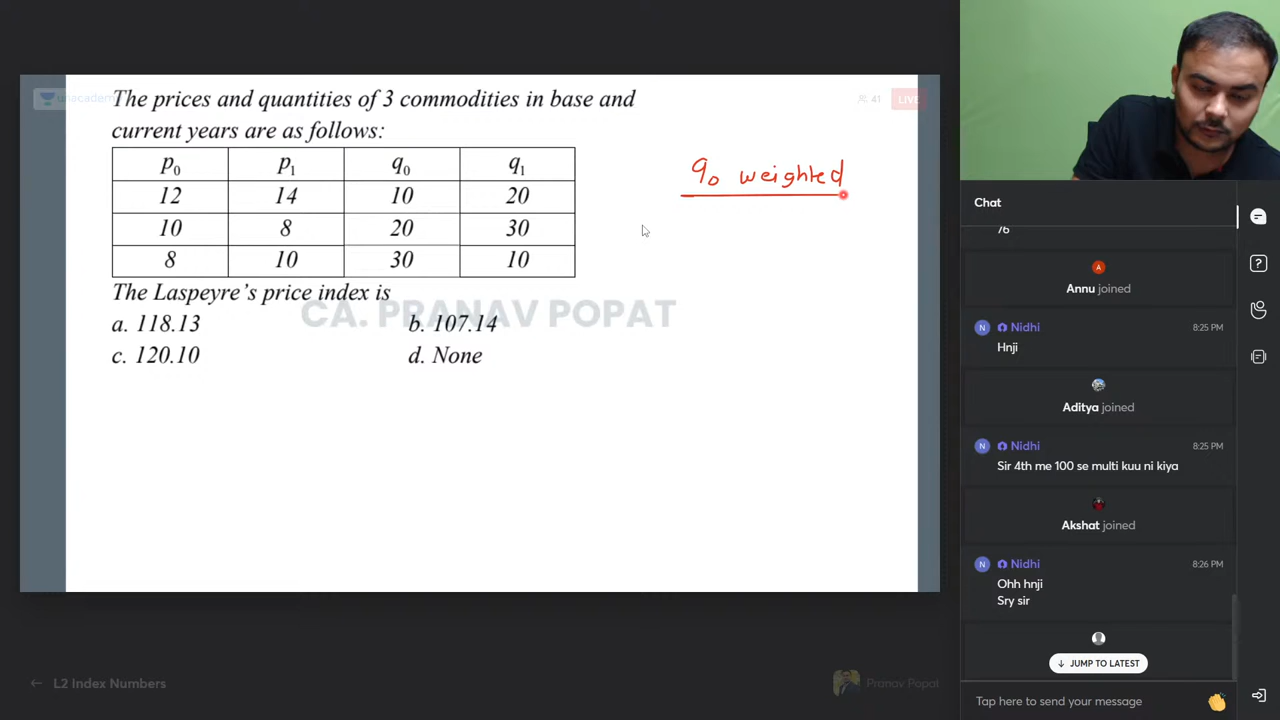 unacademy
41
LIVE
The prices and quantities of 3 commodities in base and
current years are as follows:
p0 p1 q0 q1
12 14 10 20
10 8 20 30
8 10 30 10
The Laspeyre's price index is
a. 118.13 b. 107.14
c. 120.10 d. None
CA. PRANAV POPAT
q0 weighted
L2 Index Numbers
Pranav Popat
Chat
76
A
Annu joined
N Nidhi 8:25 PM
Hnji
Aditya joined
N Nidhi 8:25 PM
Sir 4th me 100 se multi kuu ni kiya
Akshat joined
N Nidhi 8:26 PM
Ohh hnji
Sry sir
JUMP TO LATEST
Tap here to send your message